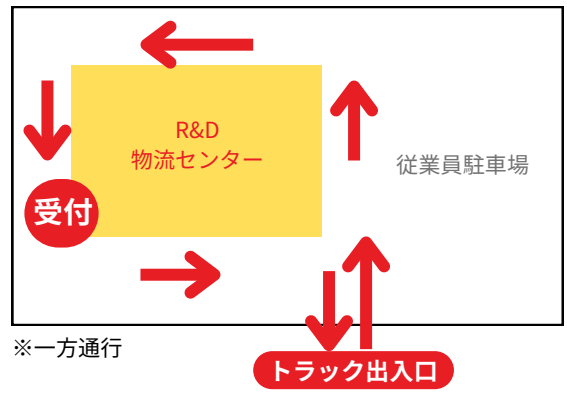 R&D
物流センター
従業員駐車場
受付
※一方通行
トラック出入口